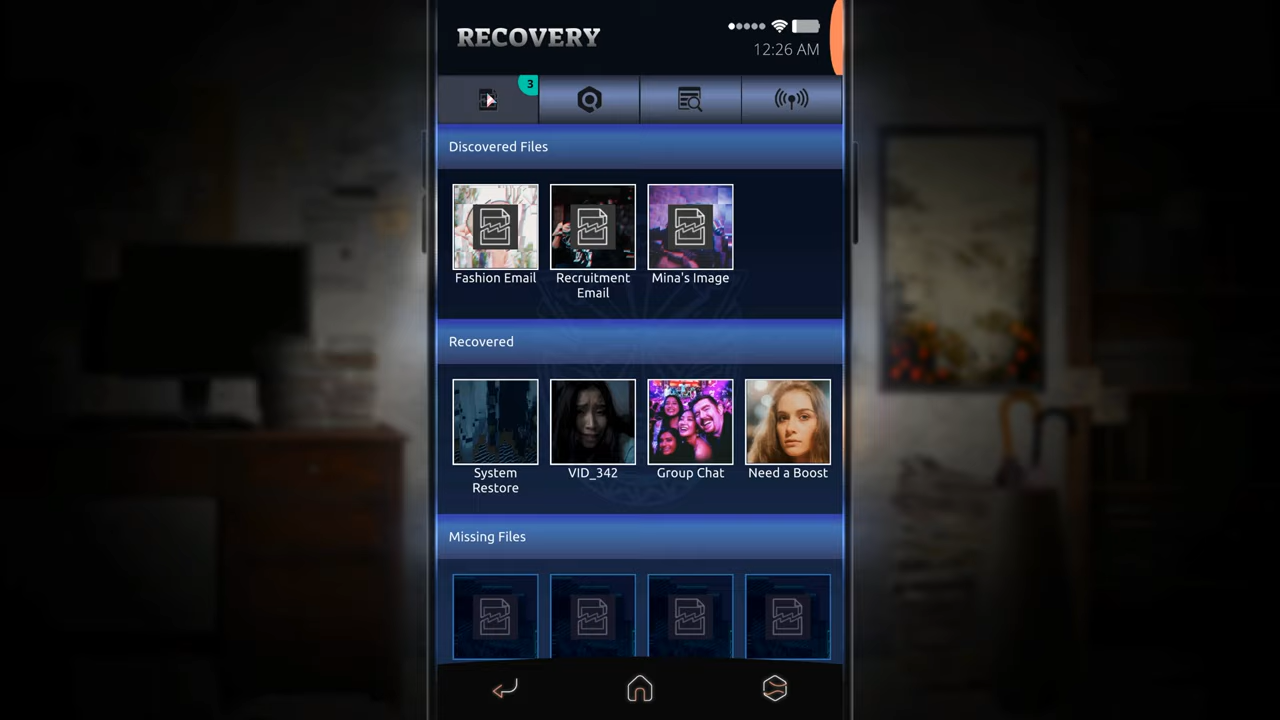 RECOVERY
12:26 AM
3
Discovered Files
Fashion Email
Recruitment
Email
Mina's Image
Recovered
System
Restore
VID_342
Group Chat
Need a Boost
Missing Files